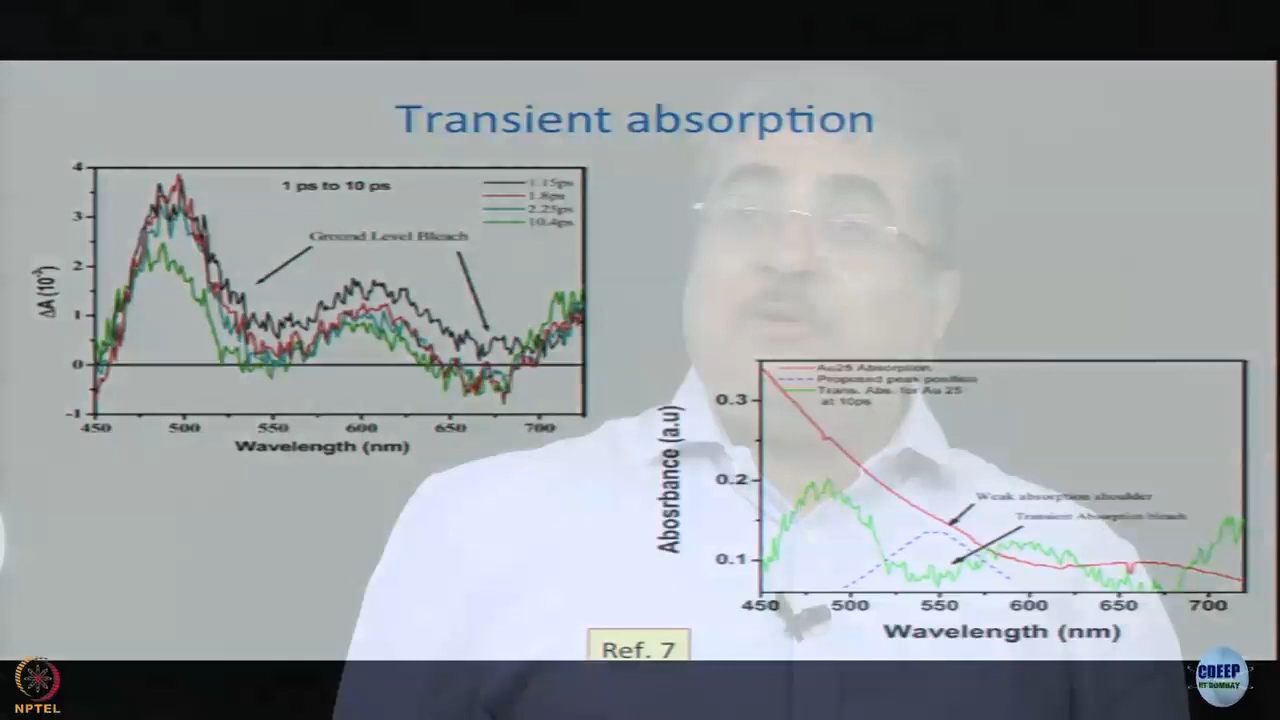 Transient absorption
4
3
2
1
0
-1
ΔA (10⁻³)
1 ps to 10 ps
1.15ps
1.8ps
2.25ps
10.4ps
Ground Level Bleach
450 500 550 600 650 700
Wavelength (nm)
Au25 Absorption
Proposed peak position
Trans. Abs. for Au 25
at 10ps
0.3
0.2
0.1
Abosrbance (a.u)
Weak absorption shoulder
Transient Absorption bleach
450 500 550 600 650 700
Wavelength (nm)
Ref. 7
NPTEL
CDEEP
IIT BOMBAY